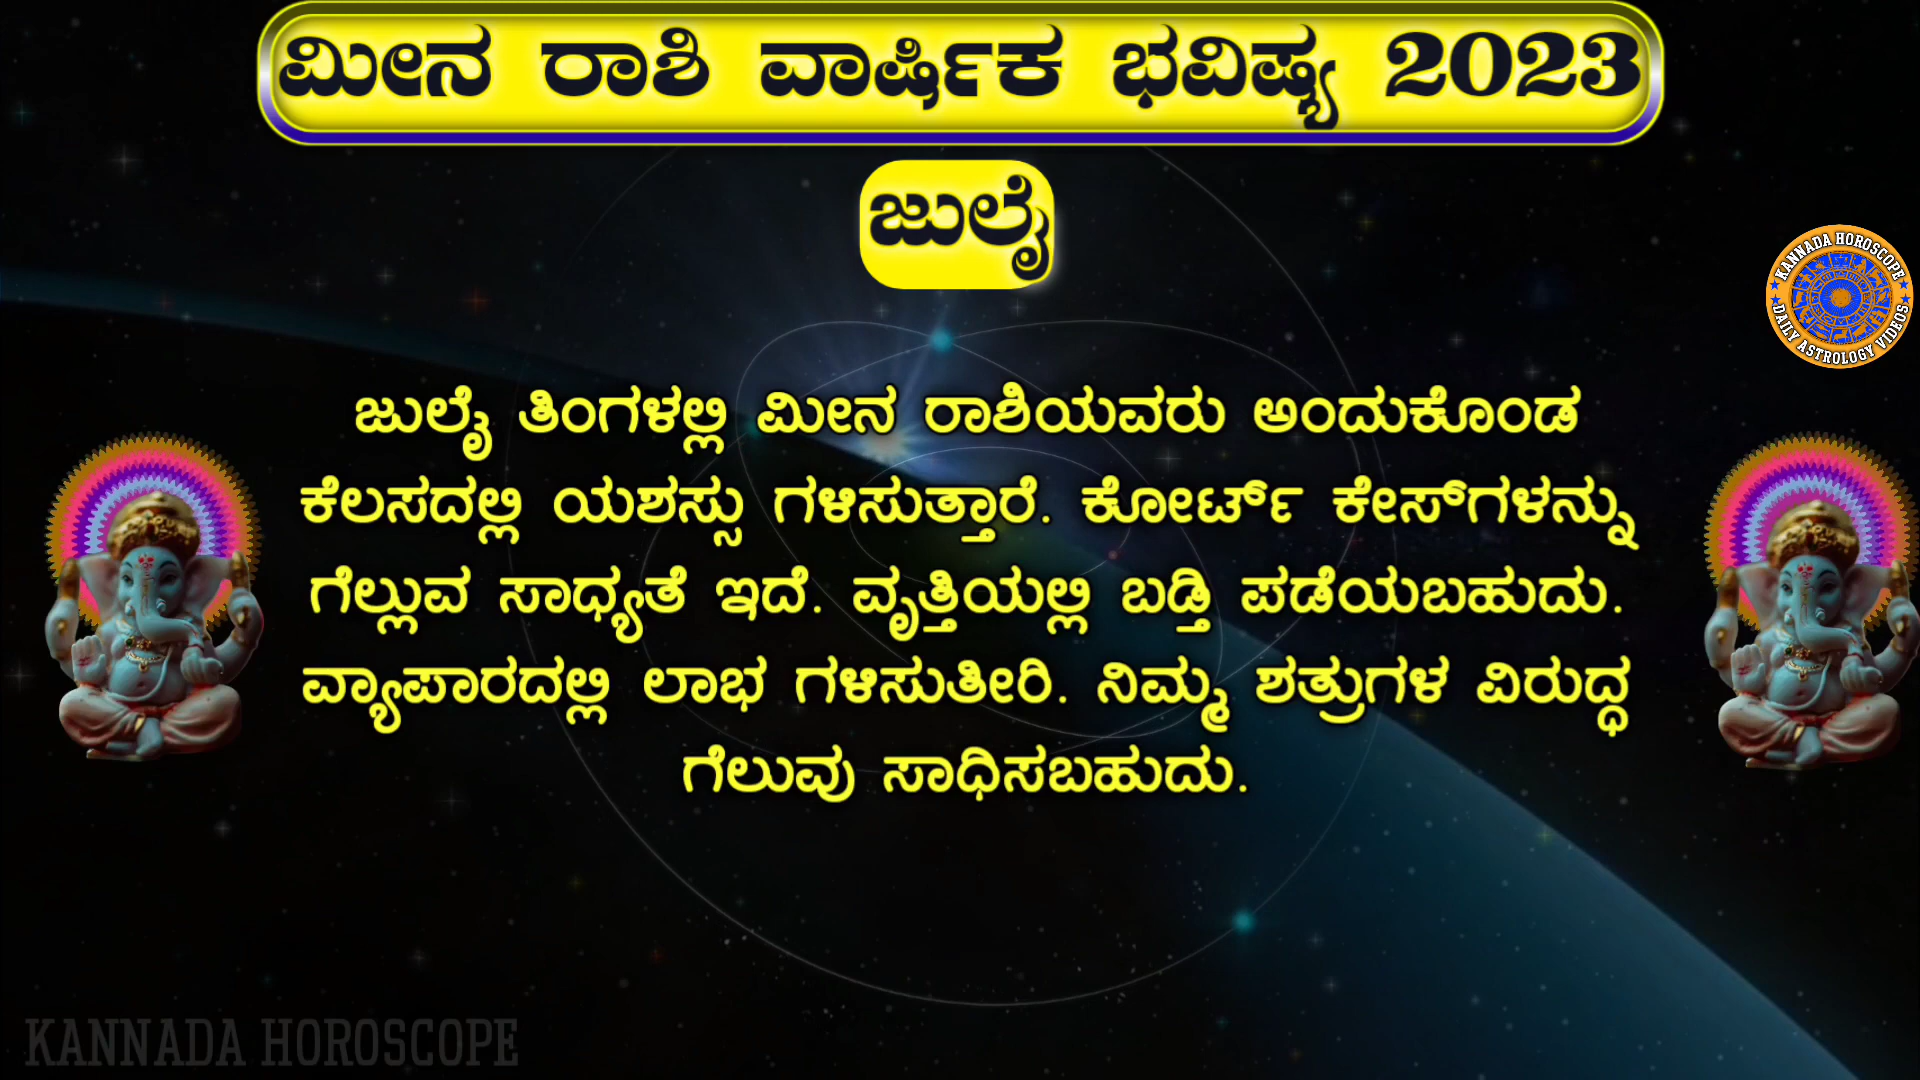 ಮೀನ ರಾಶಿ ವಾರ್ಷಿಕ ಭವಿಷ್ಯ 2023
ಜುಲೈ
KANNADA HOROSCOPE
DAILY ASTROLOGY VIDEOS
ಜುಲೈ ತಿಂಗಳಲ್ಲಿ ಮೀನ ರಾಶಿಯವರು ಅಂದುಕೊಂಡ
ಕೆಲಸದಲ್ಲಿ ಯಶಸ್ಸು ಗಳಿಸುತ್ತಾರೆ. ಕೋರ್ಟ್ ಕೇಸ್‌ಗಳನ್ನು
ಗೆಲ್ಲುವ ಸಾಧ್ಯತೆ ಇದೆ. ವೃತ್ತಿಯಲ್ಲಿ ಬಡ್ತಿ ಪಡೆಯಬಹುದು.
ವ್ಯಾಪಾರದಲ್ಲಿ ಲಾಭ ಗಳಿಸುತೀರಿ. ನಿಮ್ಮ ಶತ್ರುಗಳ ವಿರುದ್ಧ
ಗೆಲುವು ಸಾಧಿಸಬಹುದು.
KANNADA HOROSCOPE